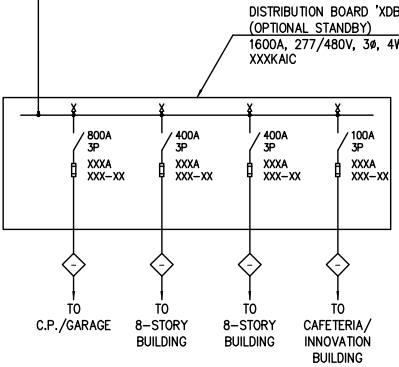 DISTRIBUTION BOARD 'XDB
(OPTIONAL STANDBY)
1600A, 277/480V, 3ø, 4W
XXXKAIC
800A
3P
XXXA
XXX-XX
400A
3P
XXXA
XXX-XX
400A
3P
XXXA
XXX-XX
100A
3P
XXXA
XXX-XX
TO
C.P./GARAGE
TO
8-STORY
BUILDING
TO
8-STORY
BUILDING
TO
CAFETERIA/
INNOVATION
BUILDING